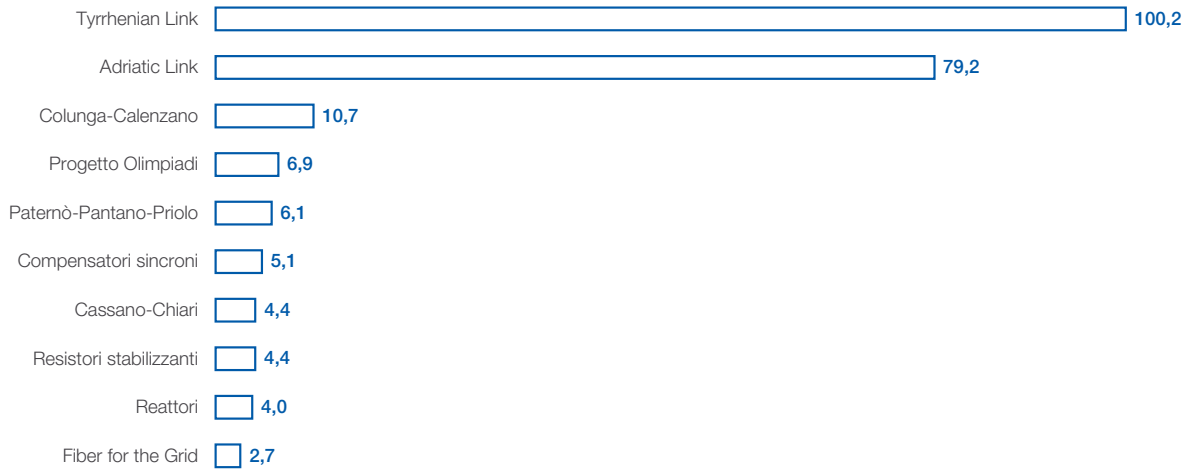 Tyrrhenian Link 100,2
Adriatic Link 79,2
Colunga-Calenzano 10,7
Progetto Olimpiadi 6,9
Paternò-Pantano-Priolo 6,1
Compensatori sincroni 5,1
Cassano-Chiari 4,4
Resistori stabilizzanti 4,4
Reattori 4,0
Fiber for the Grid 2,7